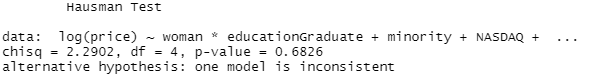 Hausman Test
data:  log(price) ~ woman * educationGraduate + minority + NASDAQ +  ...
chisq = 2.2902, df = 4, p-value = 0.6826
alternative hypothesis: one model is inconsistent